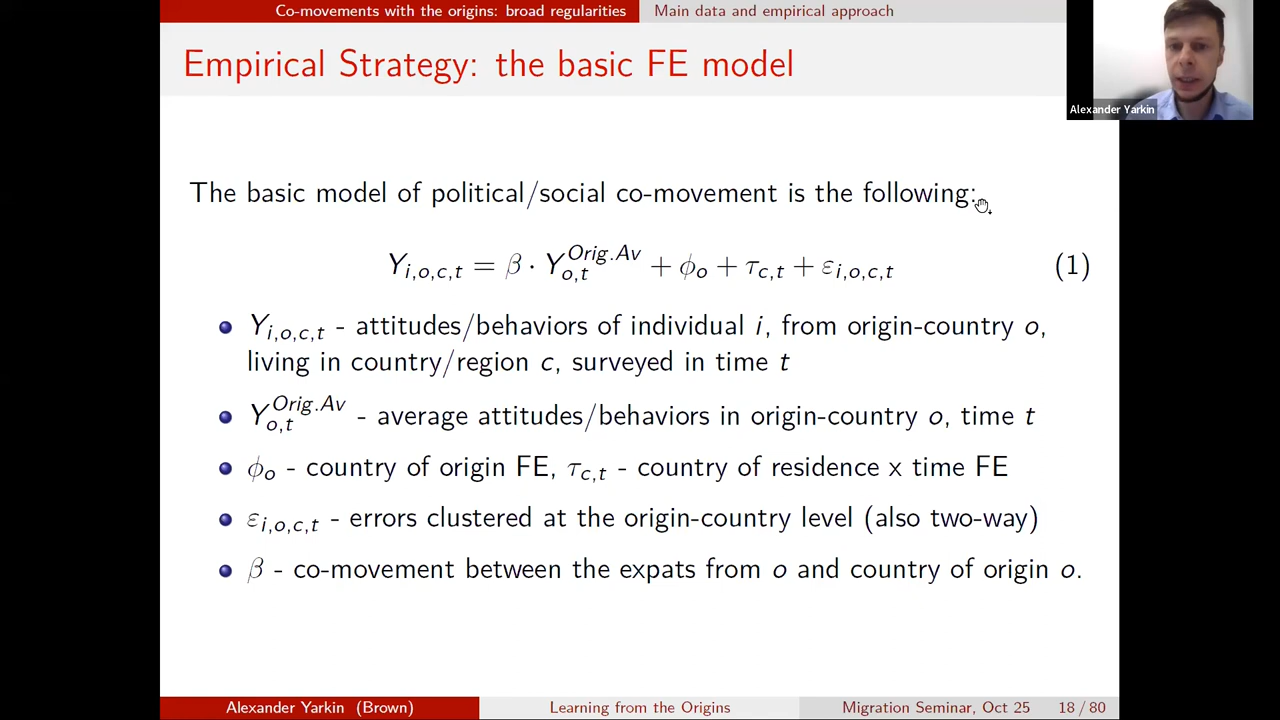 Co-movements with the origins: broad regularities Main data and empirical approach
Empirical Strategy: the basic FE model
Alexander Yarkin
The basic model of political/social co-movement is the following:
Y_{i,o,c,t} = β · Y_{o,t}^{Orig.Av} + ϕ_o + τ_{c,t} + ε_{i,o,c,t} (1)
Y_{i,o,c,t} - attitudes/behaviors of individual i, from origin-country o,
living in country/region c, surveyed in time t
Y_{o,t}^{Orig.Av} - average attitudes/behaviors in origin-country o, time t
ϕ_o - country of origin FE, τ_{c,t} - country of residence x time FE
ε_{i,o,c,t} - errors clustered at the origin-country level (also two-way)
β - co-movement between the expats from o and country of origin o.
Alexander Yarkin (Brown) Learning from the Origins Migration Seminar, Oct 25 18 / 80